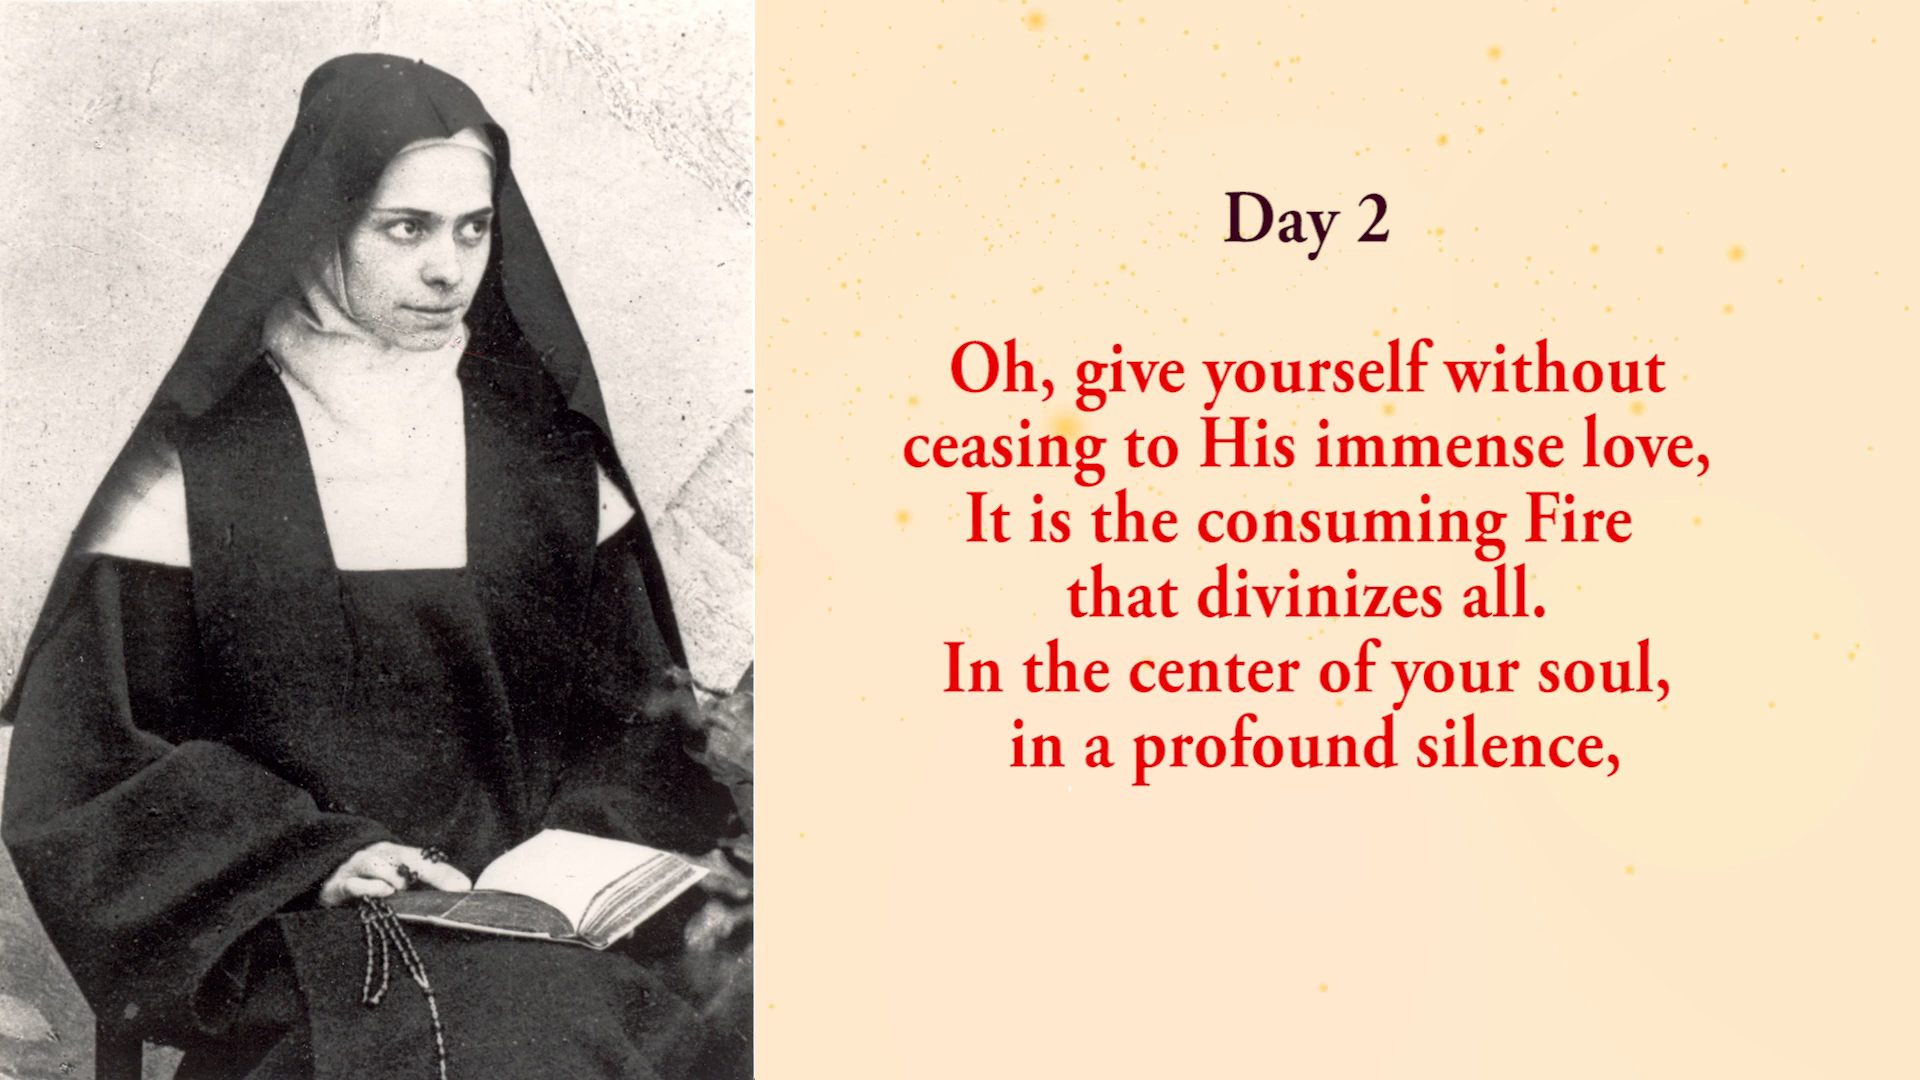 Day 2
Oh, give yourself without
ceasing to His immense love,
It is the consuming Fire
that divinizes all.
In the center of your soul,
in a profound silence,